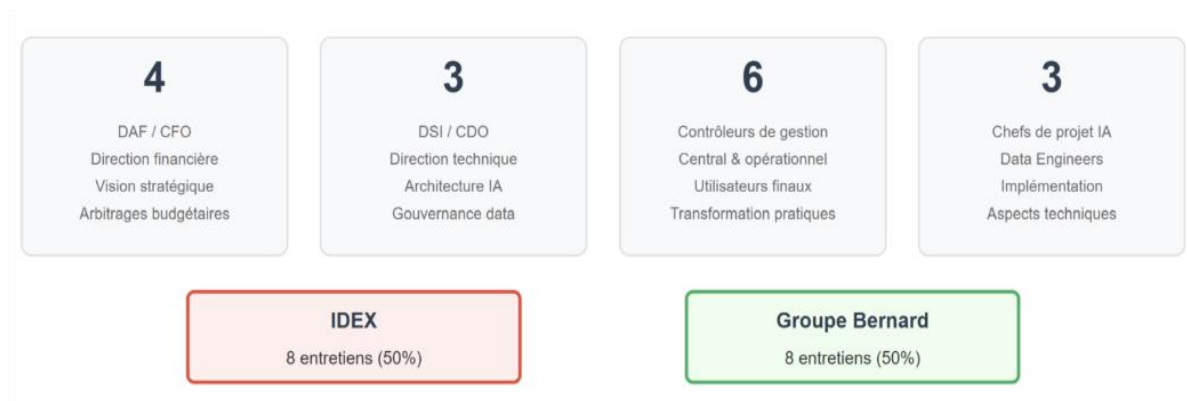 4
DAF / CFO
Direction financière
Vision stratégique
Arbitrages budgétaires
3
DSI / CDO
Direction technique
Architecture IA
Gouvernance data
6
Contrôleurs de gestion
Central & opérationnel
Utilisateurs finaux
Transformation pratiques
3
Chefs de projet IA
Data Engineers
Implémentation
Aspects techniques
IDEX
8 entretiens (50%)
Groupe Bernard
8 entretiens (50%)